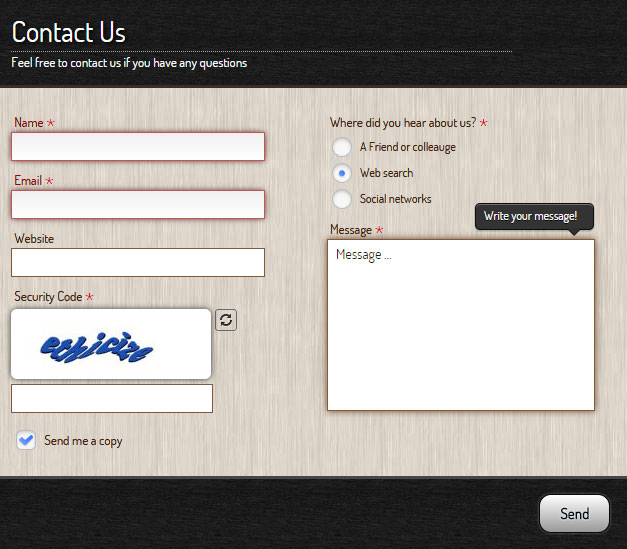 Contact Us
Feel free to contact us if you have any questions
Name *
Email *
Website
Security Code *
Send me a copy
Where did you hear about us? *
A Friend or colleauge
Web search
Social networks
Write your message!
Message *
Message ...
Send